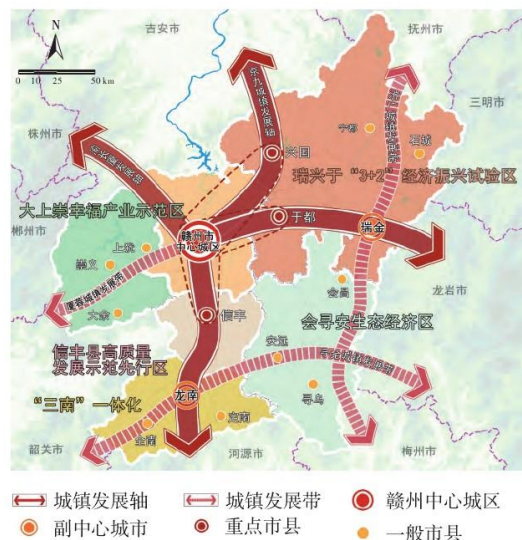 吉安市
抚州市
N
0 10 25 50 km
三明市
株州市
东九城镇发展轴
宁都
石城
兴国
瑞兴于“3+2”经济振兴试验区
大上崇幸福产业示范区
郴州市
赣州市
中心城区
于都
瑞金
上犹
崇义
大余
会昌
龙岩市
信丰
会寻安生态经济区
信丰县高质量
发展示范先行区
安远
龙南
寻乌
“三南”一体化
定南
全南
韶关市
河源市
梅州市
城镇发展轴
城镇发展带
赣州中心城区
副中心城市
重点市县
一般市县